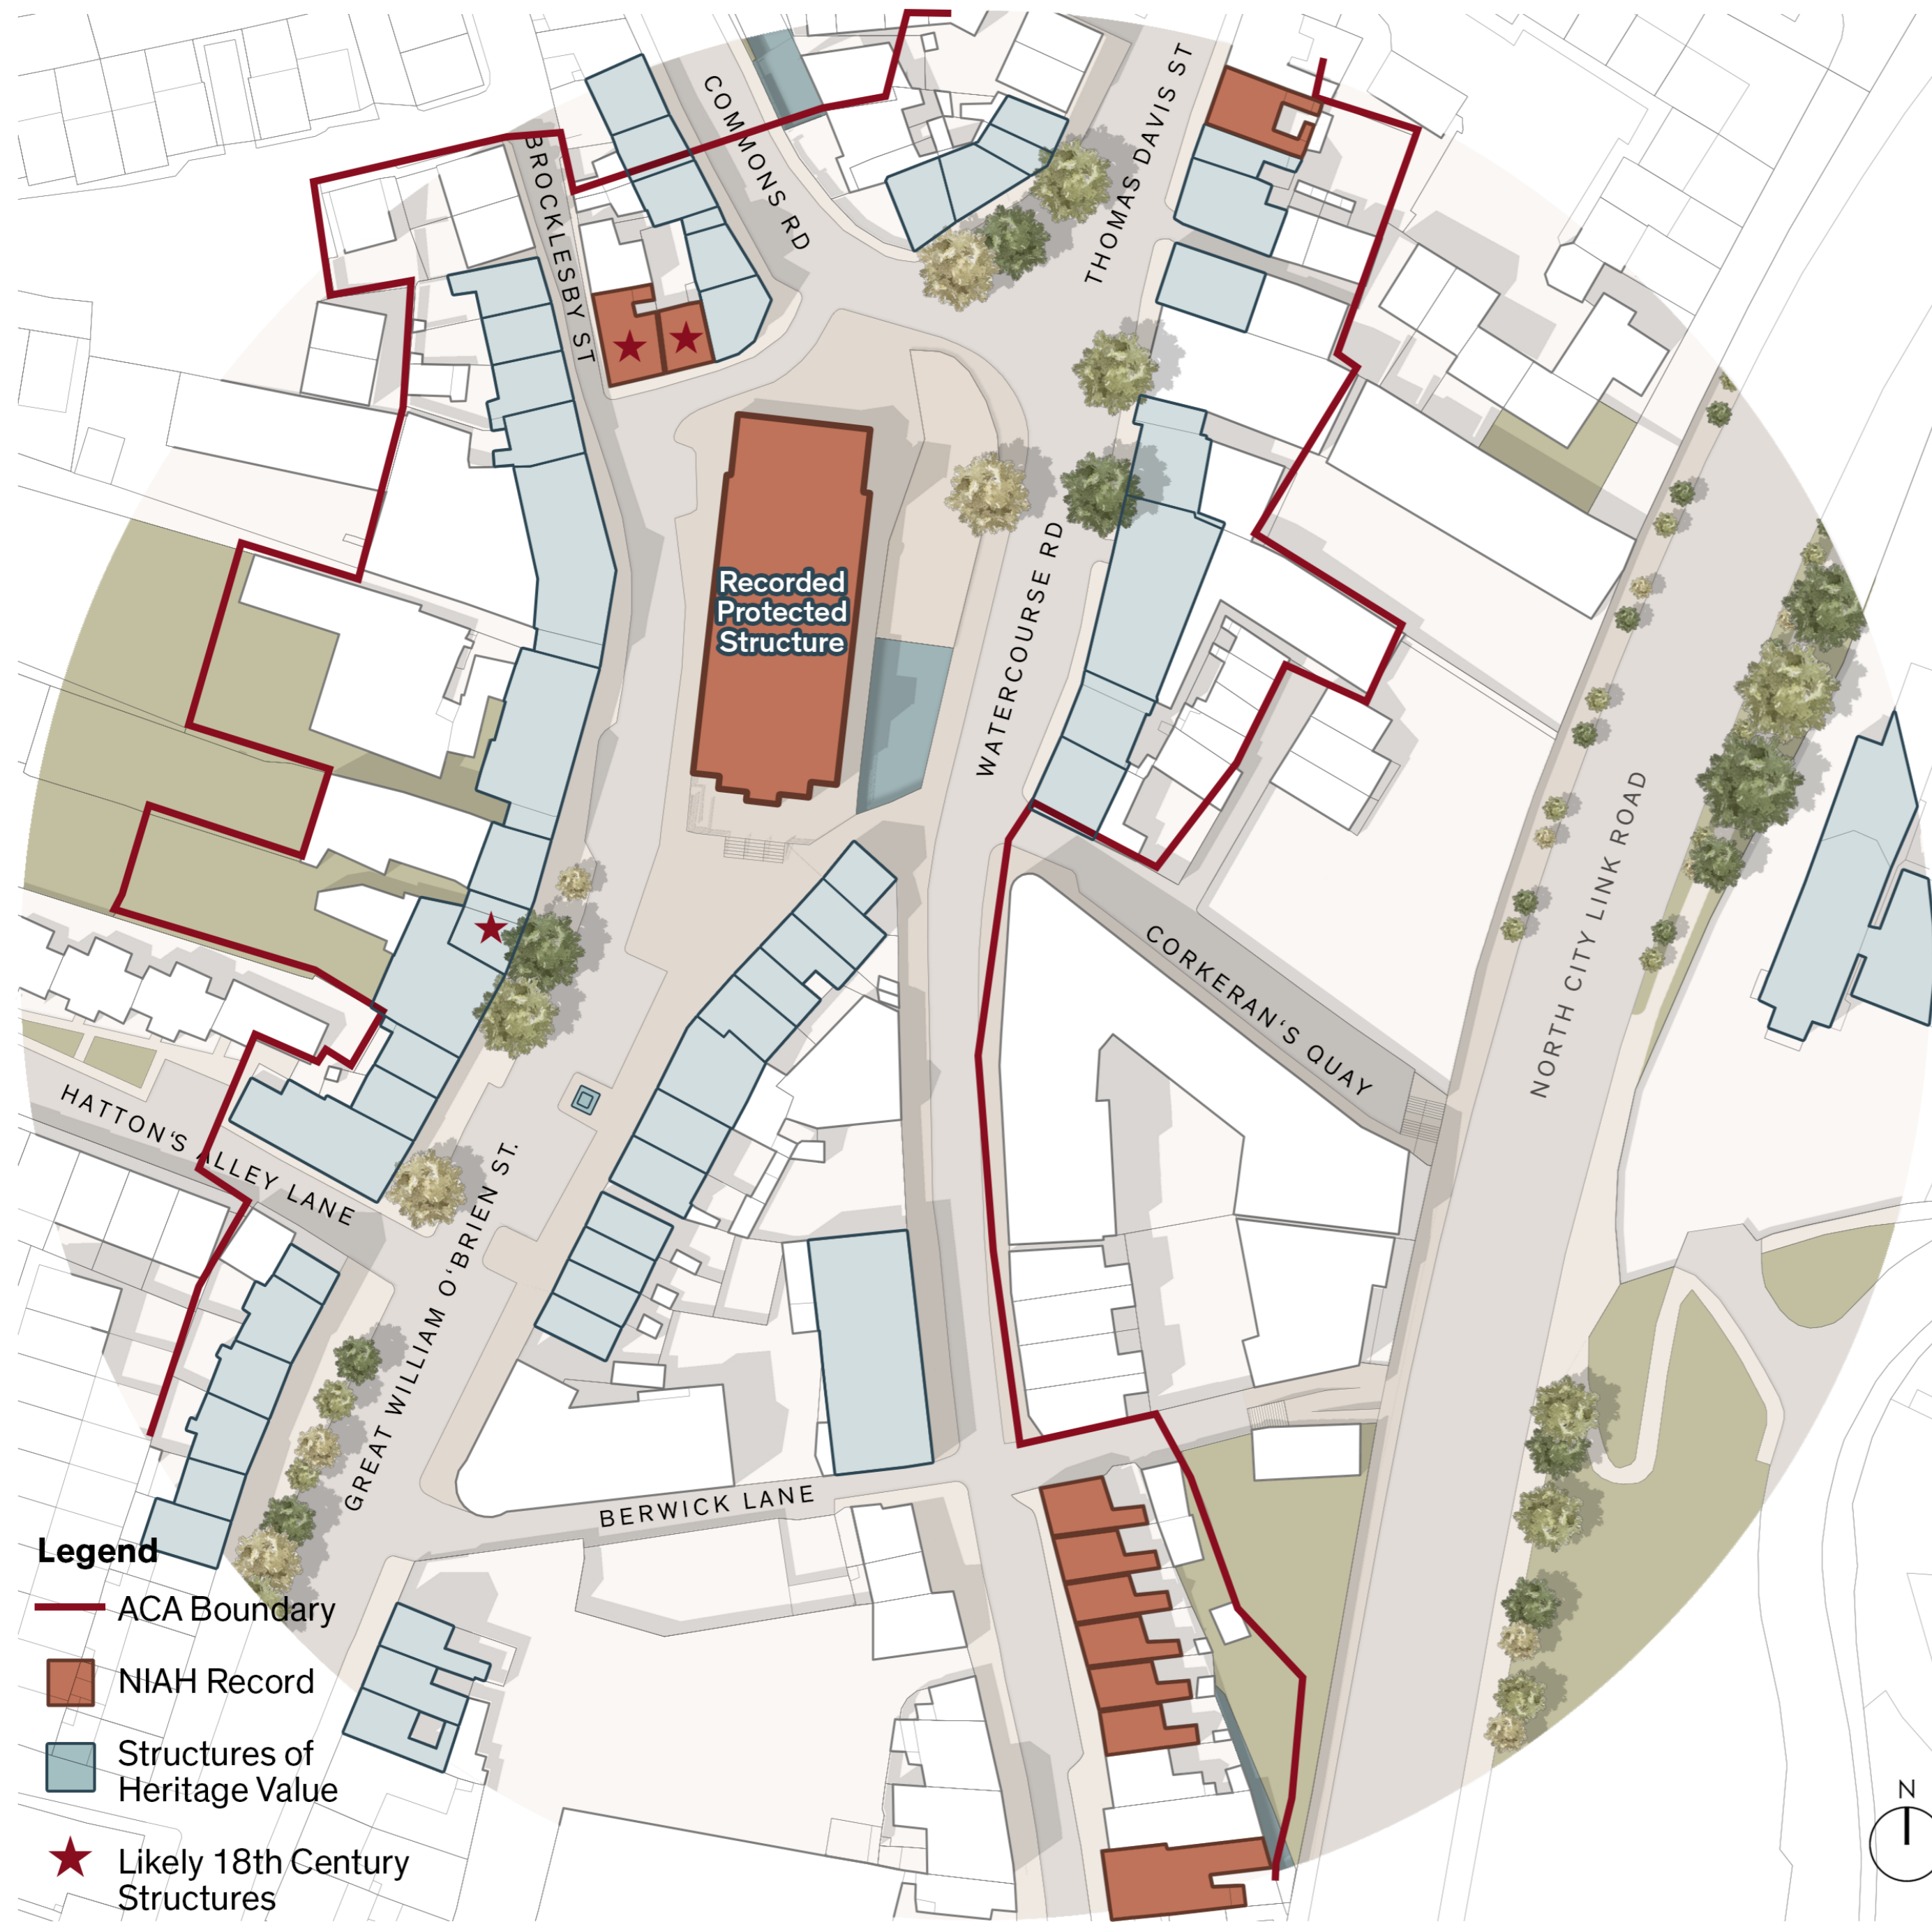 COMMONS RD
THOMAS DAVIS ST
BROCKLESBY ST
Recorded
Protected
Structure
WATERCOURSE RD
NORTH CITY LINK ROAD
CORKERAN'S QUAY
HATTON'S ALLEY LANE
GREAT WILLIAM O'BRIEN ST.
BERWICK LANE
Legend
ACA Boundary
NIAH Record
Structures of
Heritage Value
Likely 18th Century
Structures
N